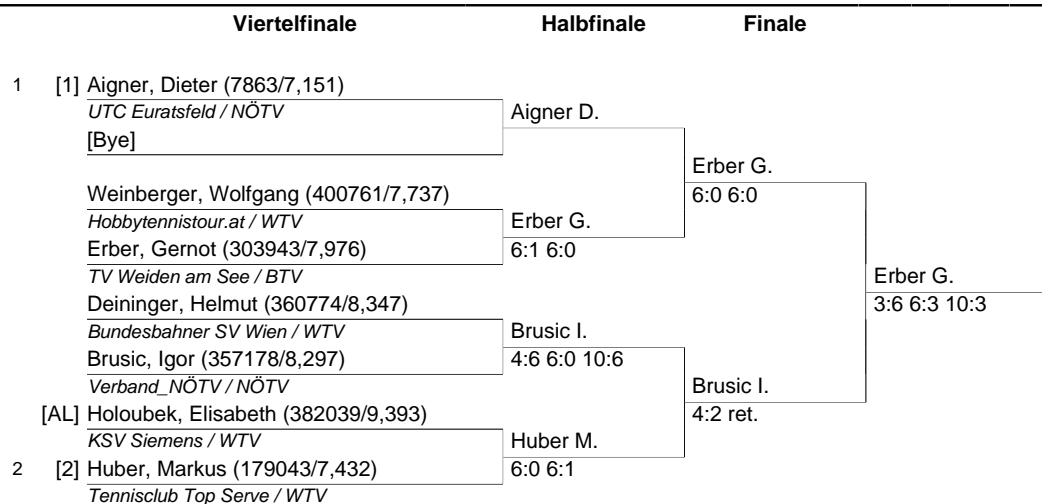 Viertelfinale Halbfinale Finale
1 [1] Aigner, Dieter (7863/7,151)
UTC Euratsfeld / NÖTV Aigner D.
[Bye]
Erber G.
Weinberger, Wolfgang (400761/7,737) 6:0 6:0
Hobbytennistour.at / WTV Erber G.
Erber, Gernot (303943/7,976) 6:1 6:0
TV Weiden am See / BTV Erber G.
Deininger, Helmut (360774/8,347) 3:6 6:3 10:3
Bundesbahner SV Wien / WTV Brusic I.
Brusic, Igor (357178/8,297) 4:6 6:0 10:6
Verband_NÖTV / NÖTV Brusic I.
[AL] Holoubek, Elisabeth (382039/9,393) 4:2 ret.
KSV Siemens / WTV Huber M.
2 [2] Huber, Markus (179043/7,432) 6:0 6:1
Tennisclub Top Serve / WTV